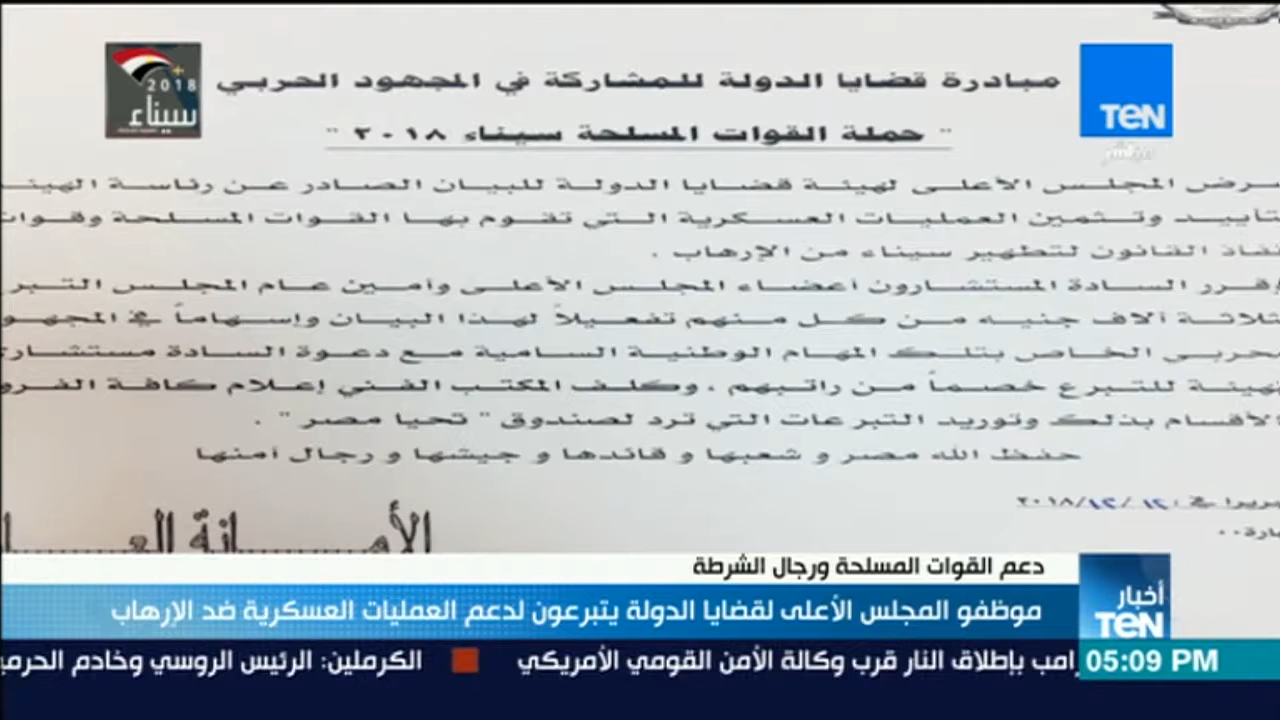 مبادرة قضايا الدولة للمشاركة في المجهود الحربي
" حملة القوات المسلحة سيناء ٢٠١٨ "
2018
سيناء
TEN
مباشر
عرض المجلس الأعلى لهيئة قضايا الدولة للبيان الصادر عن رئاسة
تأييد وتثمين العمليات العسكرية التي تقوم بها القوات المسلحة وقوات
القانون لتطهير سيناء من الإرهاب .
السادة المستشارون أعضاء المجلس الأعلى وأمين عام المجلس
ثلاثة آلاف جنيه من كل منهم تفعيلاً لهذا البيان وإسهاماً في
الخاص بتلك المهام الوطنية السامية مع دعوة السادة
للتبرع خصماً من راتبهم . وكلف المكتب الفني إعلام كافة
الأقسام بذلك وتوريد التبرعات التي ترد لصندوق " تحيا مصر " .
حفظ الله مصر و شعبها و قائدها و جيشها و رجال أمنها
دعم القوات المسلحة ورجال الشرطة
موظفو المجلس الأعلى لقضايا الدولة يتبرعون لدعم العمليات العسكرية ضد الإرهاب
أخبار
TEN
امب بإطلاق النار قرب وكالة الأمن القومي الأمريكي الكرملين: الرئيس الروسي وخادم
05:09 PM